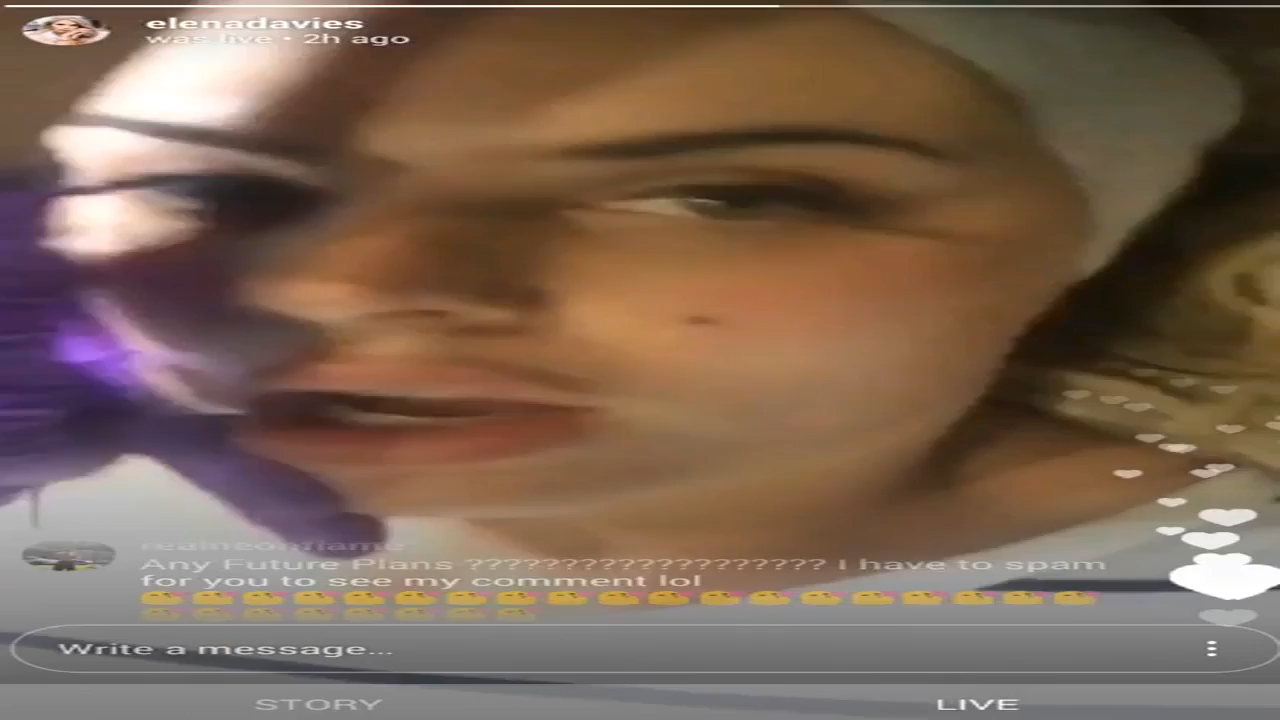 elenadavies
was live • 2h ago
Any Future Plans ??????????????????? I have to spam
for you to see my comment lol
Write a message...
STORY
LIVE